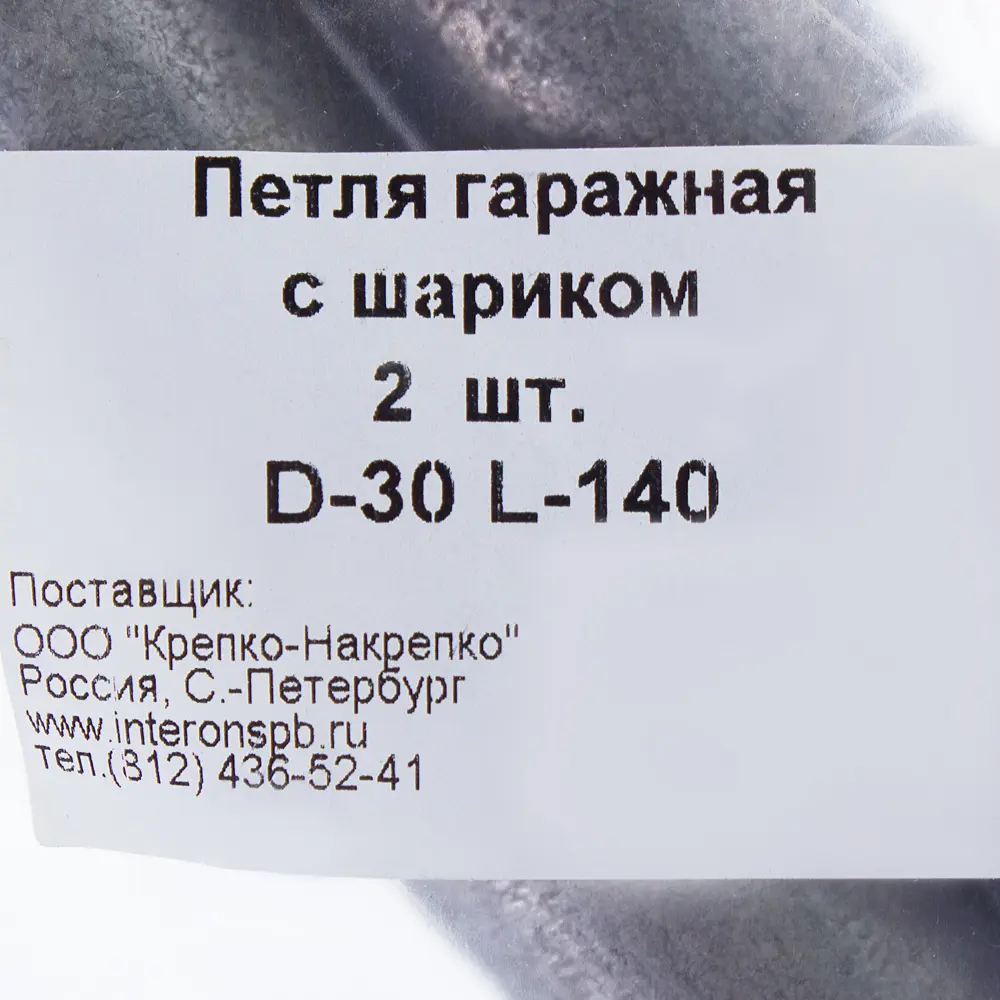 Петля гаражная
с шариком
2 шт.
D-30 L-140
Поставщик:
ООО "Крепко-Накрепко"
Россия, С.-Петербург
www.interonspb.ru
тел.(812) 436-52-41